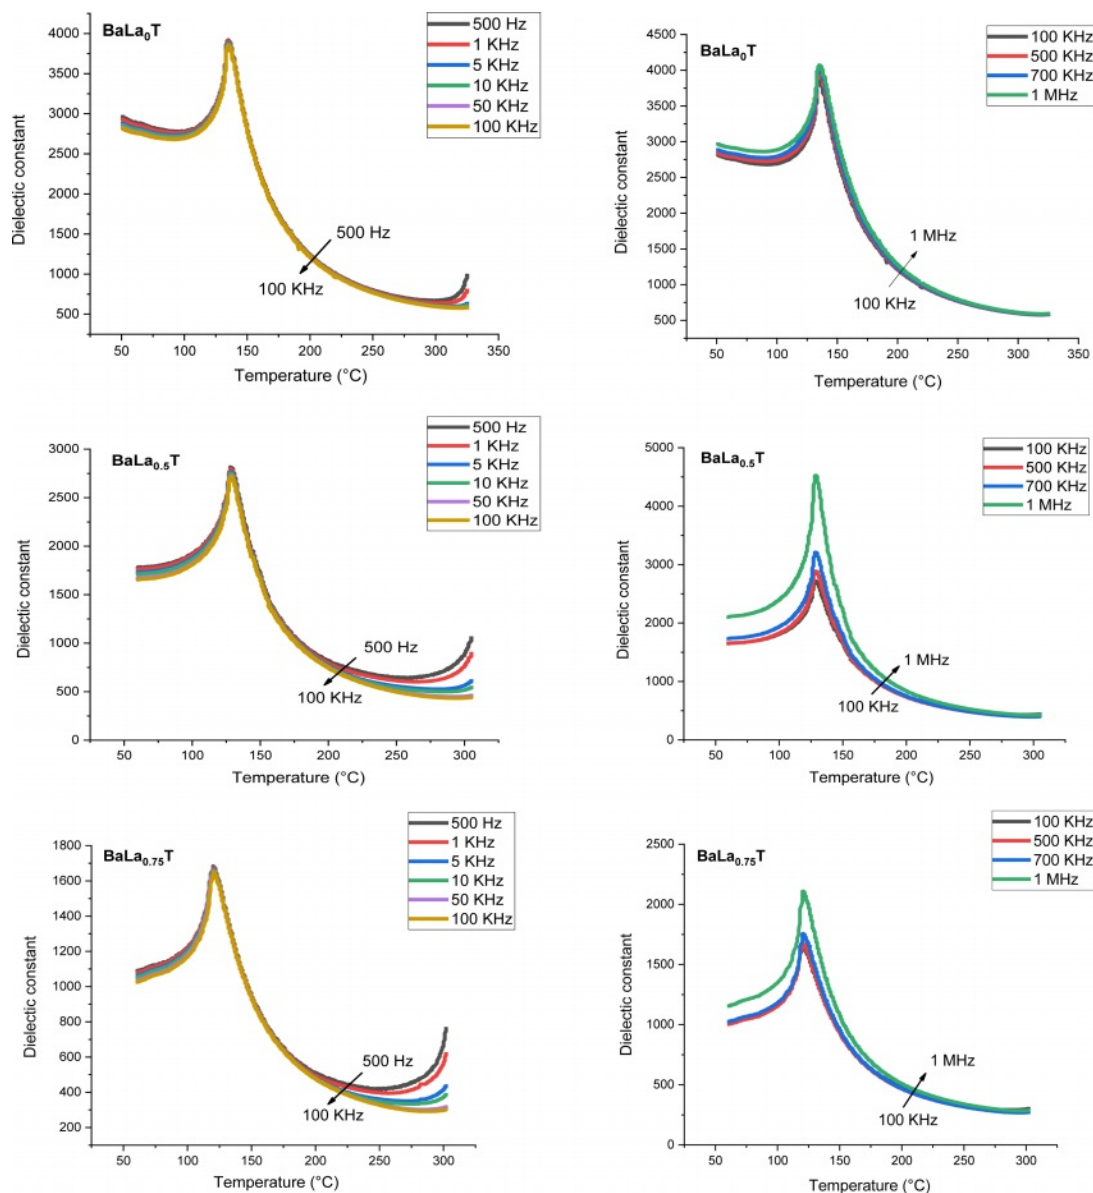 BaLa0T
500 Hz
1 KHz
5 KHz
10 KHz
50 KHz
100 KHz
4000
3500
3000
2500
2000
1500
1000
500
Dielectic constant
500 Hz
100 KHz
50 100 150 200 250 300 350
Temperature (°C)
BaLa0T
100 KHz
500 KHz
700 KHz
1 MHz
4500
4000
3500
3000
2500
2000
1500
1000
500
Dielectic constant
1 MHz
100 KHz
50 100 150 200 250 300 350
Temperature (°C)
BaLa0.5T
500 Hz
1 KHz
5 KHz
10 KHz
50 KHz
100 KHz
3000
2500
2000
1500
1000
500
0
Dielectic constant
500 Hz
100 KHz
50 100 150 200 250 300
Temperature (°C)
BaLa0.5T
100 KHz
500 KHz
700 KHz
1 MHz
5000
4000
3000
2000
1000
0
Dielectic constant
1 MHz
100 KHz
50 100 150 200 250 300
Temperature (°C)
BaLa0.75T
500 Hz
1 KHz
5 KHz
10 KHz
50 KHz
100 KHz
1800
1600
1400
1200
1000
800
600
400
200
Dielectic constant
500 Hz
100 KHz
50 100 150 200 250 300
Temperature (°C)
BaLa0.75T
100 KHz
500 KHz
700 KHz
1 MHz
2500
2000
1500
1000
500
0
Dielectic constant
1 MHz
100 KHz
50 100 150 200 250 300
Temperature (°C)